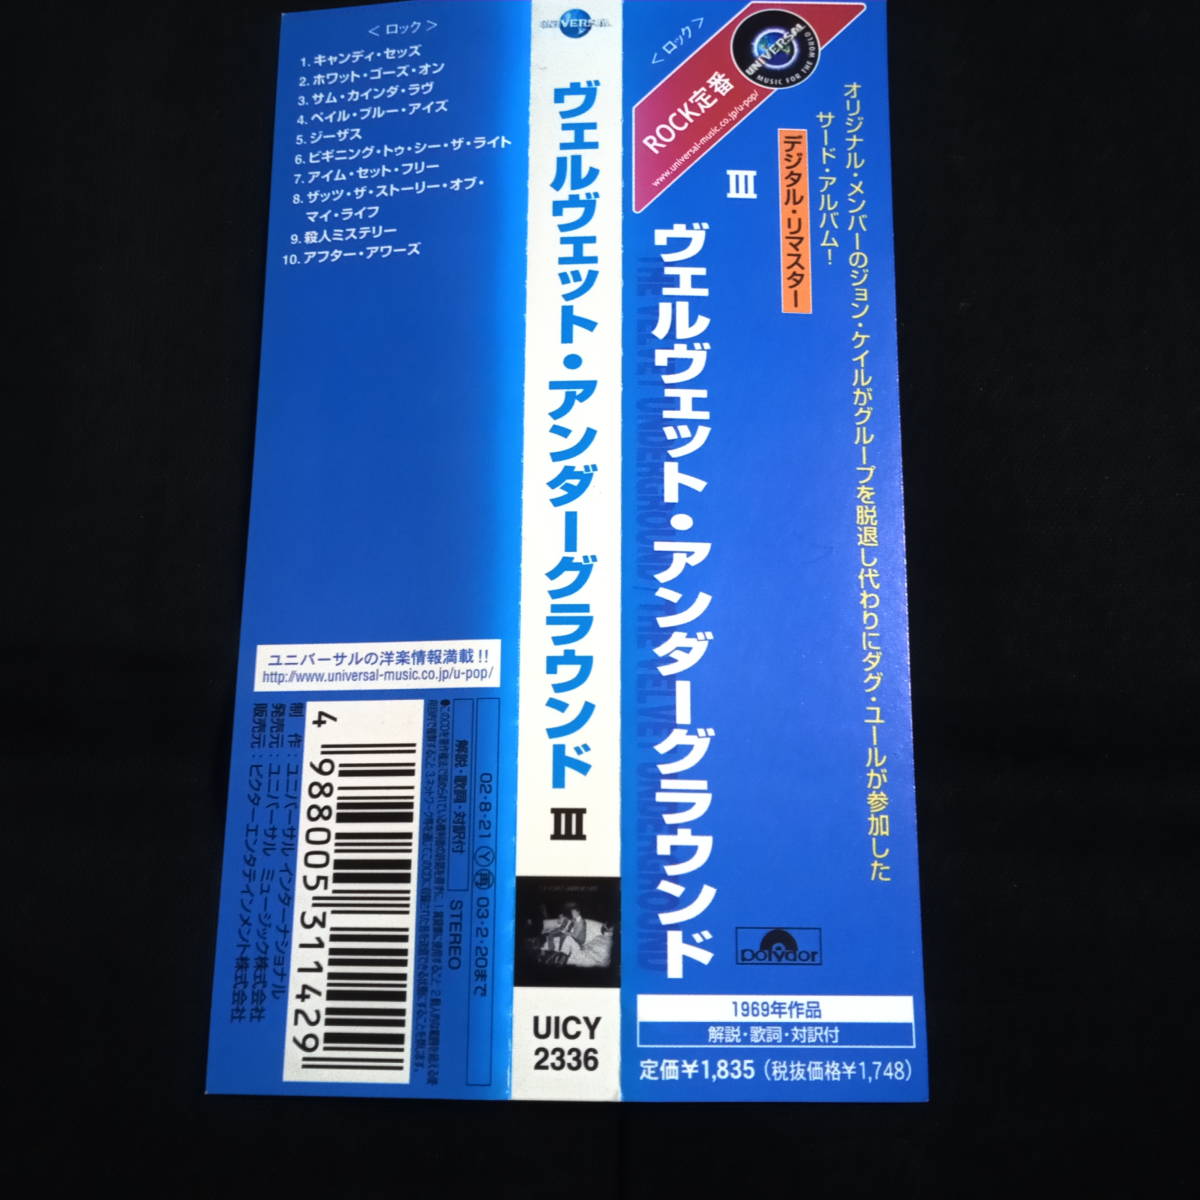 <ロック>
1. キャンディ・セッズ
2. ホワット・ゴーズ・オン
3. サム・カインダ・ラヴ
4. ペイル・ブルー・アイズ
5. ジーザス
6. ビギニング・トゥ・シー・ザ・ライト
7. アイム・セット・フリー
8. ザッツ・ザ・ストーリー・オブ・
マイ・ライフ
9. 殺人ミステリー
10. アフター・アワーズ
ユニバーサルの洋楽情報満載!!
http://www.universal-music.co.jp/u-pop/
制 作:ユニバーサル インターナショナル
発売元:ユニバーサル ミュージック株式会社
販売元:ビクターエンタテインメント株式会社
4 988005 311429
解説・歌詞・対訳付
STEREO
02・8・21 Ⓨ 再 03・2・20まで
UNIVERSAL
ヴェルヴェット・アンダーグラウンド III
UICY
2336
<ロック>
ROCK定番
www.universal-music.co.jp/u-pop/
UNIVERSAL
MUSIC FOR THE WORLD
オリジナル・メンバーのジョン・ケイルがグループを脱退し代わりにダグ・ユールが参加した
サード・アルバム!
デジタル・リマスター
III
ヴェルヴェット・アンダーグラウンド
THE VELVET UNDERGROUND / THE VELVET UNDERGROUND
polydor
1969年作品
解説・歌詞・対訳付
定価¥1,835(税抜価格¥1,748)